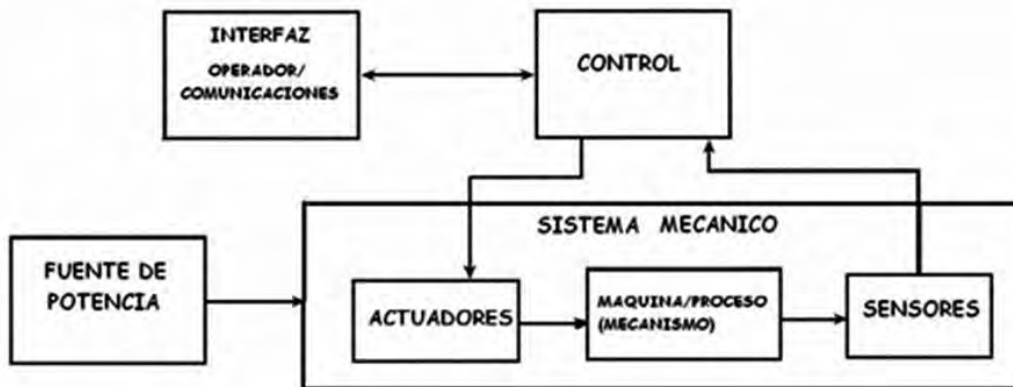 INTERFAZ
OPERADOR/
COMUNICACIONES
CONTROL
SISTEMA MECANICO
FUENTE DE
POTENCIA
ACTUADORES
MAQUINA/PROCESO
(MECANISMO)
SENSORES